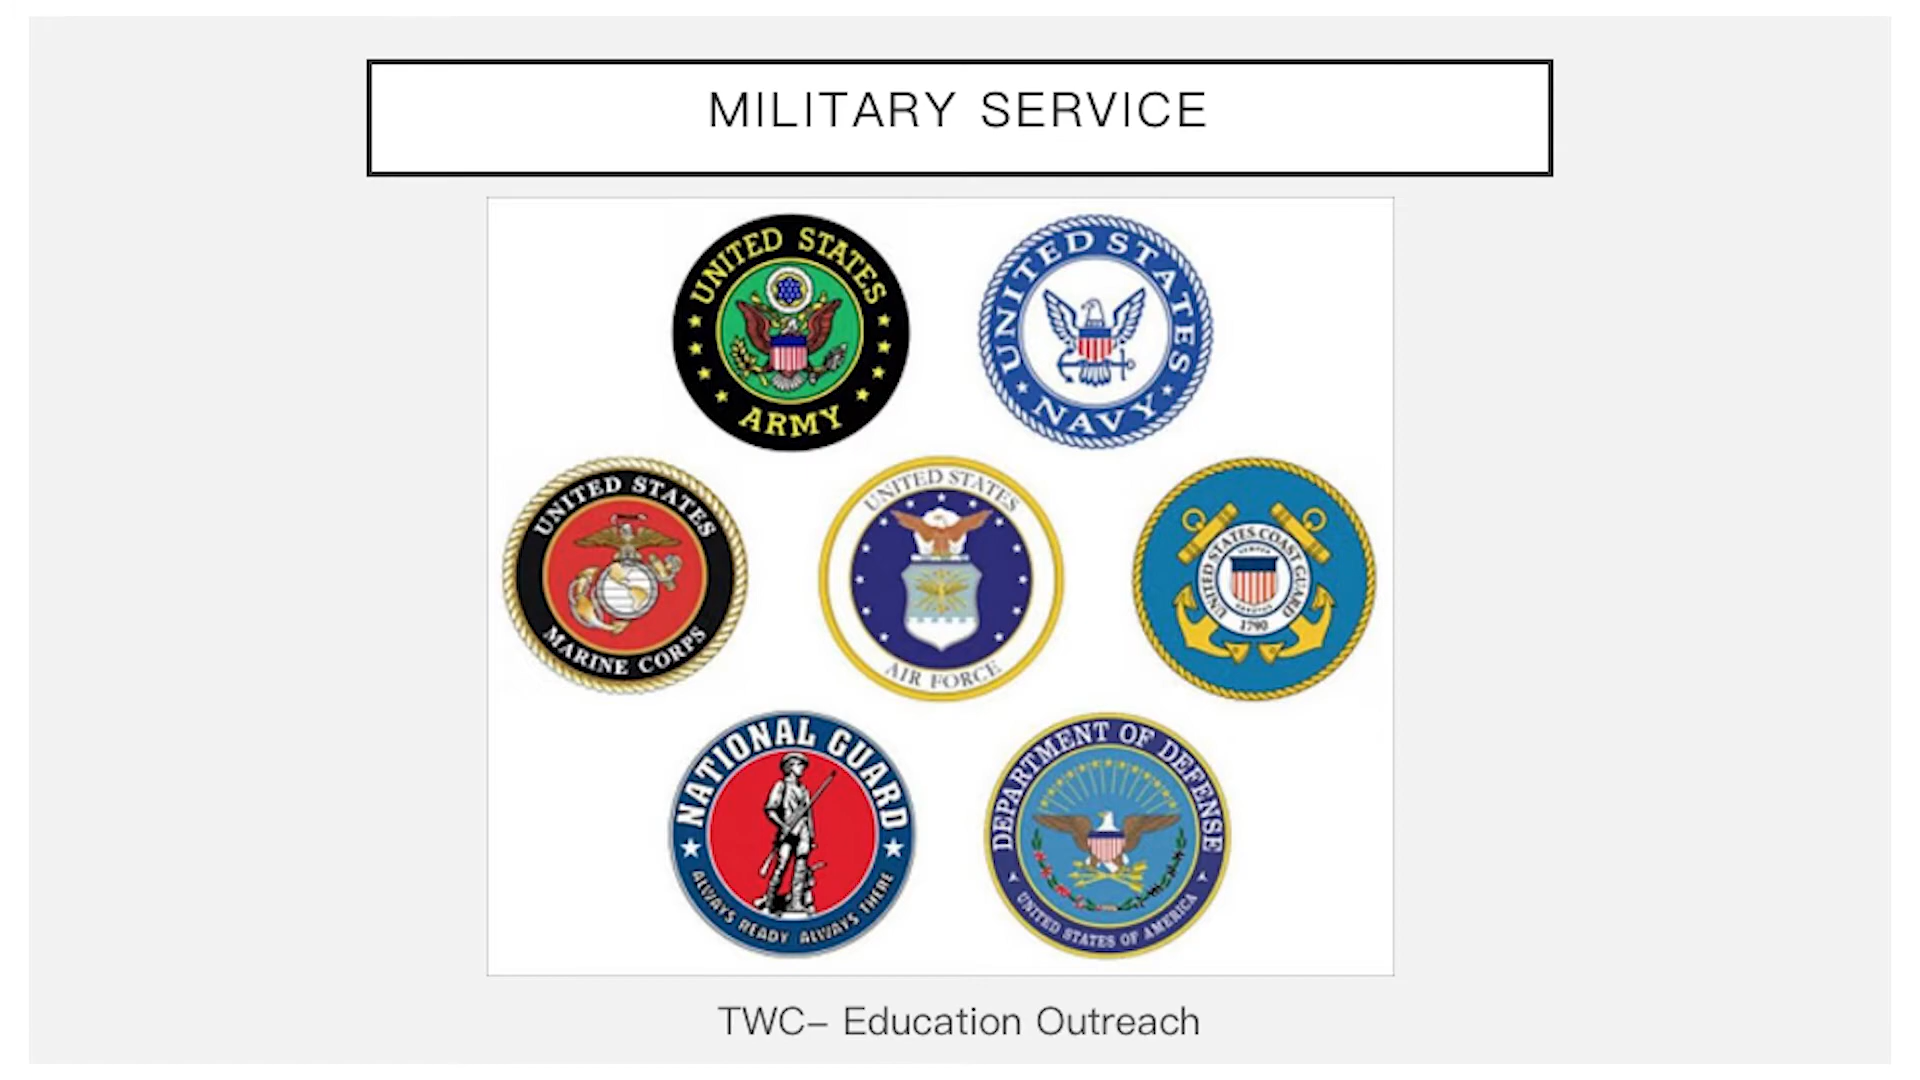 MILITARY SERVICE
UNITED STATES
ARMY
UNITED STATES
NAVY
UNITED STATES
MARINE CORPS
UNITED STATES
AIR FORCE
UNITED STATES COAST GUARD
1790
NATIONAL GUARD
ALWAYS READY ALWAYS THERE
DEPARTMENT OF DEFENSE
UNITED STATES OF AMERICA
TWC– Education Outreach